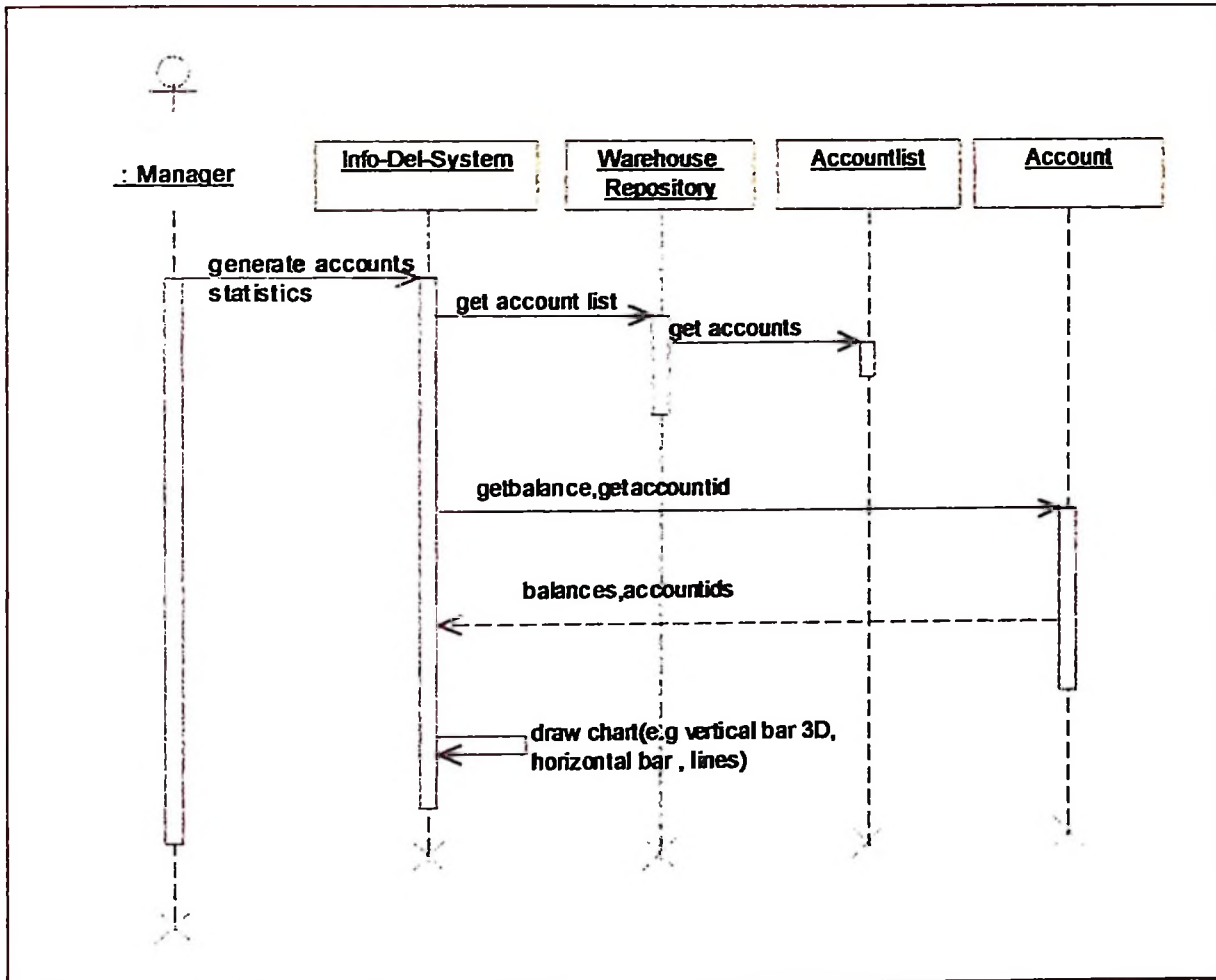 : Manager
Info-Del-System
Warehouse
Repository
Accountlist
Account
generate accounts
statistics
get account list
get accounts
getbalance,getaccountid
balances,accountids
draw chart(e.g vertical bar 3D,
horizontal bar , lines)